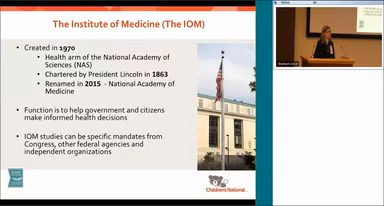 The Institute of Medicine (The IOM)
Created in 1970
Health arm of the National Academy of
Sciences (NAS)
Chartered by President Lincoln in 1863
Renamed in 2015 - National Academy of
Medicine
Function is to help government and citizens
make informed health decisions
IOM studies can be specific mandates from
Congress, other federal agencies and
independent organizations
Children's National
Video